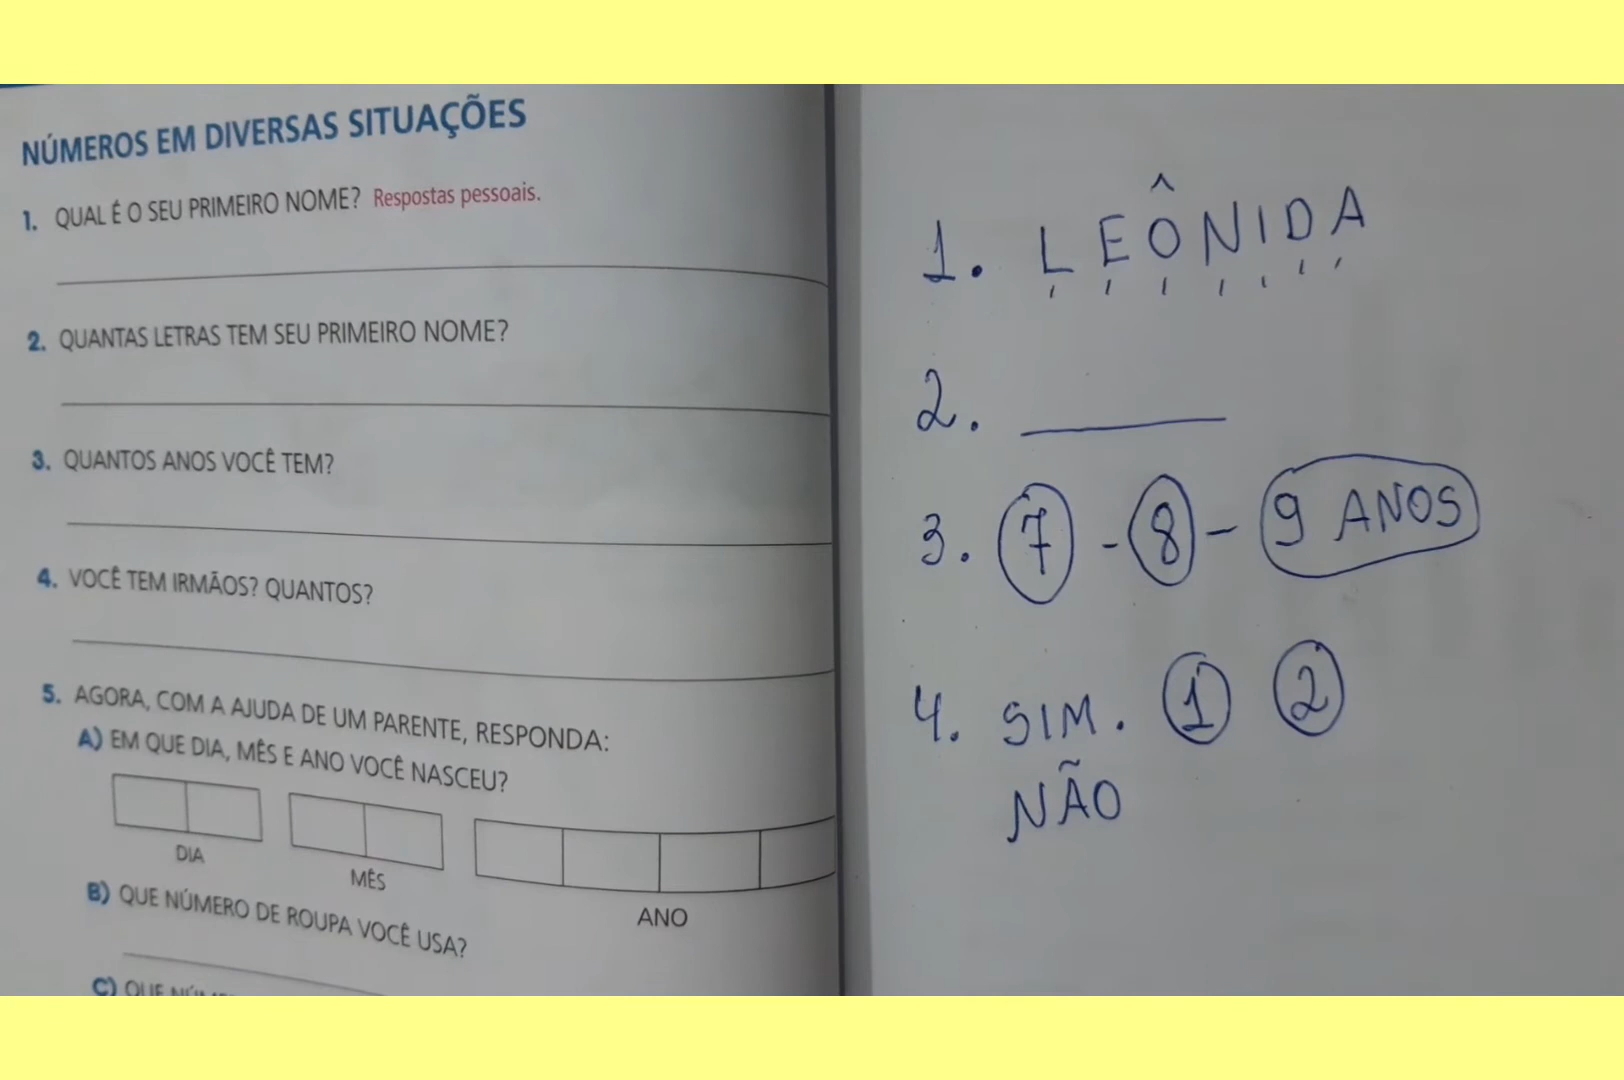 NÚMEROS EM DIVERSAS SITUAÇÕES
1. QUAL É O SEU PRIMEIRO NOME? Respostas pessoais.
2. QUANTAS LETRAS TEM SEU PRIMEIRO NOME?
3. QUANTOS ANOS VOCÊ TEM?
4. VOCÊ TEM IRMÃOS? QUANTOS?
5. AGORA, COM A AJUDA DE UM PARENTE, RESPONDA:
A) EM QUE DIA, MÊS E ANO VOCÊ NASCEU?
DIA
MÊS
ANO
B) QUE NÚMERO DE ROUPA VOCÊ USA?
C) QUE
1. LEÔNIDA
2.
3. 7 - 8 - 9 ANOS
4. SIM. 1 2
NÃO